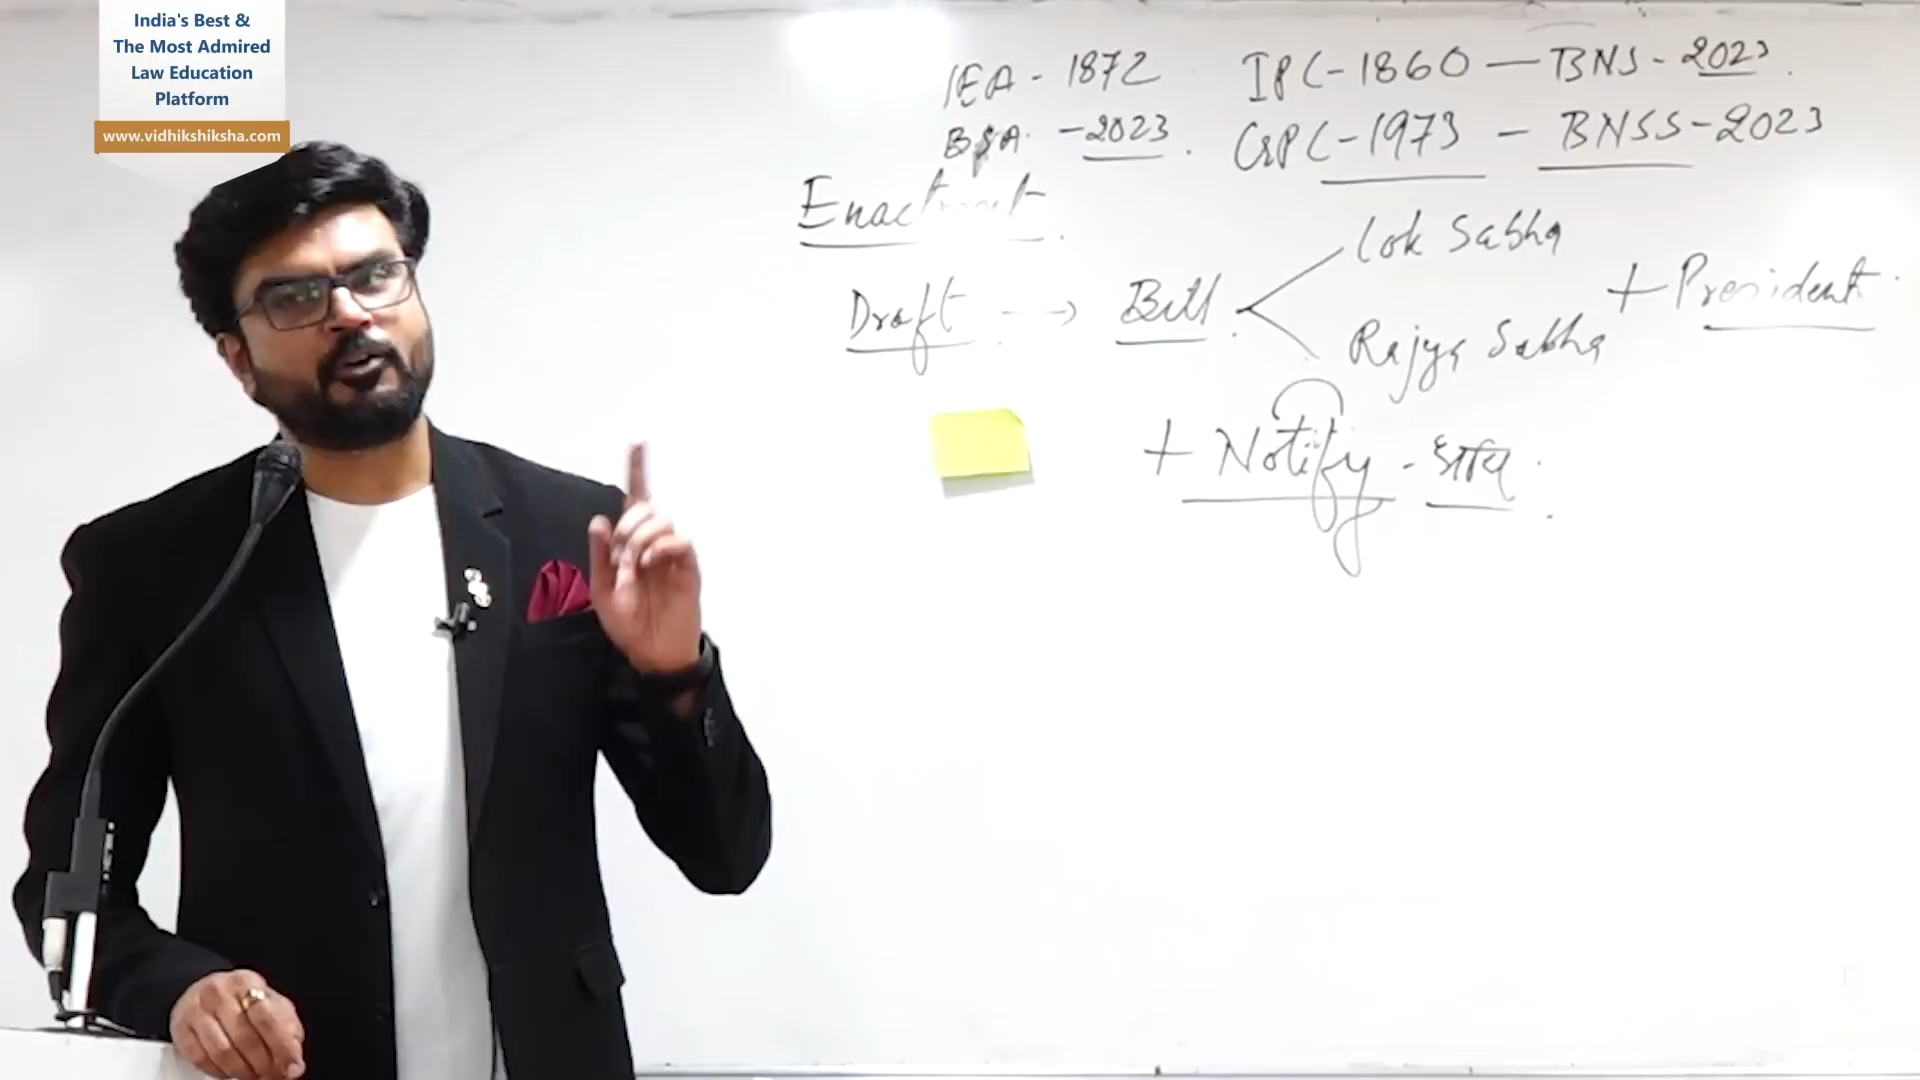 India's Best &
The Most Admired
Law Education
Platform
www.vidhikshiksha.com
IEA - 1872 IPC - 1860 — BNS - 2023.
BSA. - 2023. CrPC - 1973 - BNSS - 2023
Enactment.
Draft → Bill Lok Sabha
Rajya Sabha + President
+ Notify -